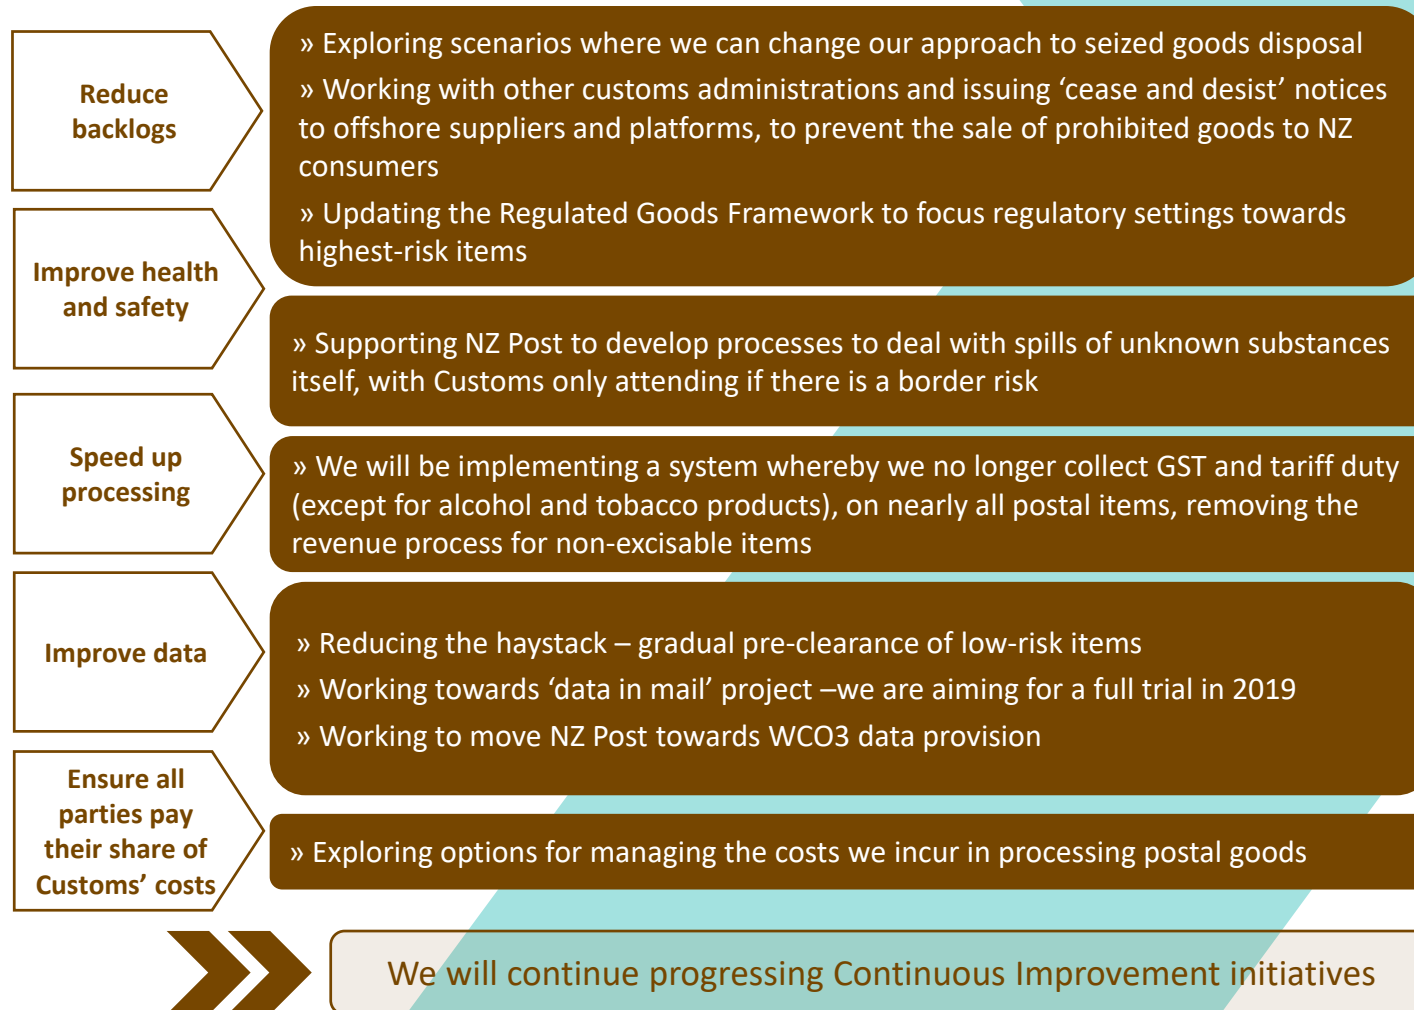 Reduce
backlogs
» Exploring scenarios where we can change our approach to seized goods disposal
» Working with other customs administrations and issuing ‘cease and desist’ notices
to offshore suppliers and platforms, to prevent the sale of prohibited goods to NZ
consumers
» Updating the Regulated Goods Framework to focus regulatory settings towards
highest-risk items
Improve health
and safety
» Supporting NZ Post to develop processes to deal with spills of unknown substances
itself, with Customs only attending if there is a border risk
Speed up
processing
» We will be implementing a system whereby we no longer collect GST and tariff duty
(except for alcohol and tobacco products), on nearly all postal items, removing the
revenue process for non-excisable items
Improve data
» Reducing the haystack – gradual pre-clearance of low-risk items
» Working towards ‘data in mail’ project –we are aiming for a full trial in 2019
» Working to move NZ Post towards WCO3 data provision
Ensure all
parties pay
their share of
Customs’ costs
» Exploring options for managing the costs we incur in processing postal goods
We will continue progressing Continuous Improvement initiatives